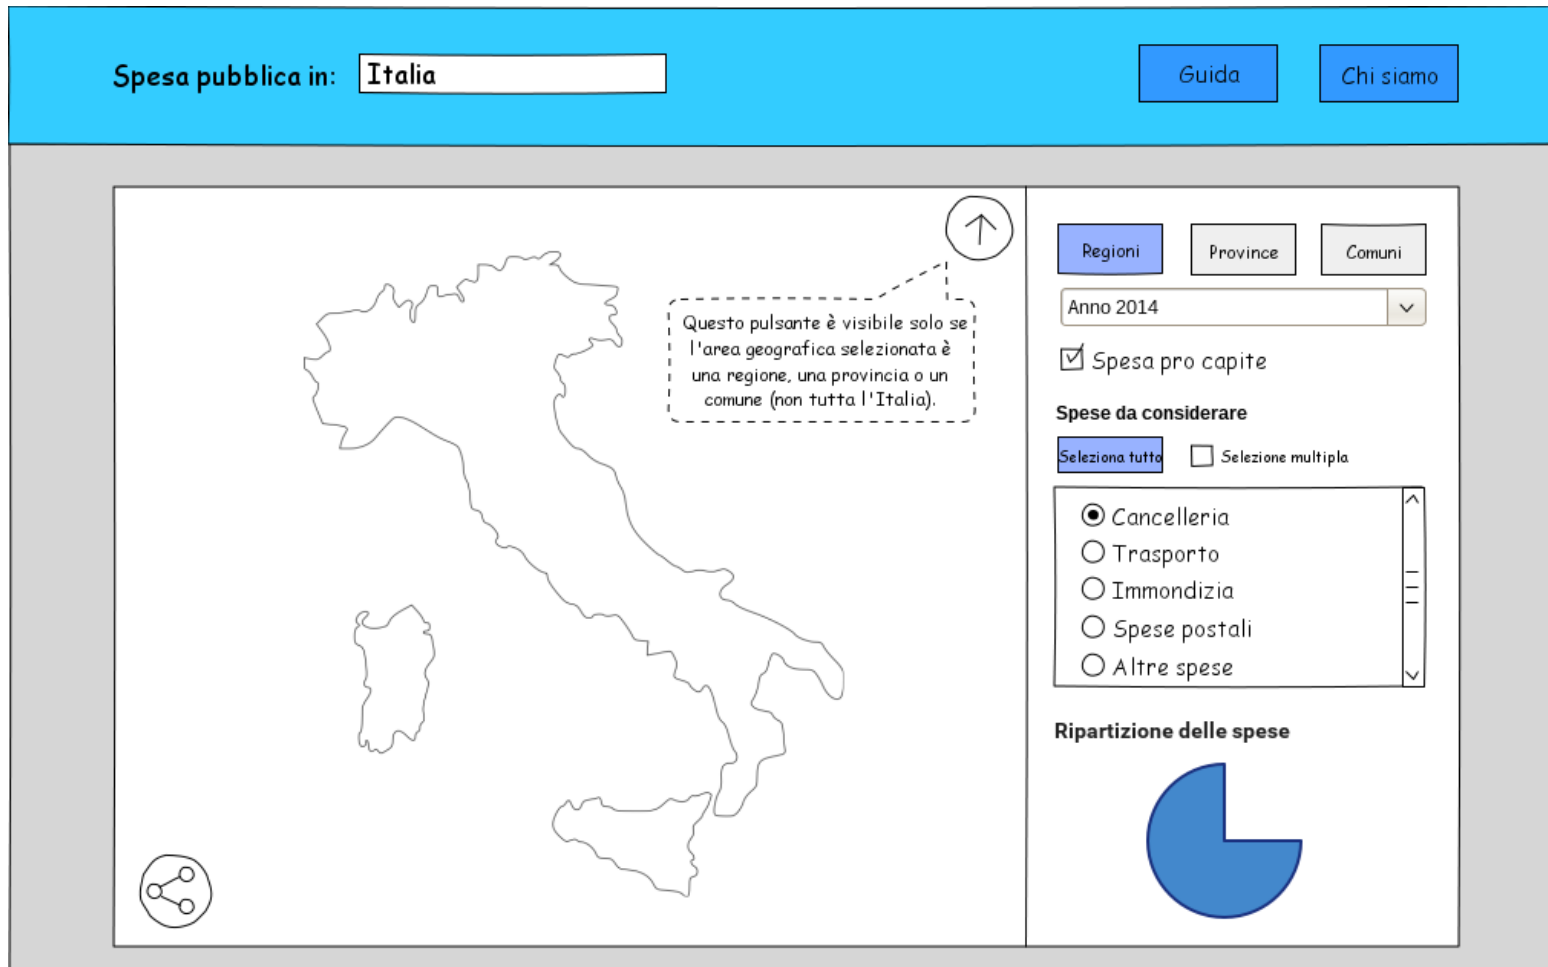 Spesa pubblica in:
Italia
Guida
Chi siamo
Questo pulsante è visibile solo se
l'area geografica selezionata è
una regione, una provincia o un
comune (non tutta l'Italia).
Regioni
Province
Comuni
Anno 2014
Spesa pro capite
Spese da considerare
Seleziona tutto
Selezione multipla
Cancelleria
Trasporto
Immondizia
Spese postali
Altre spese
Ripartizione delle spese